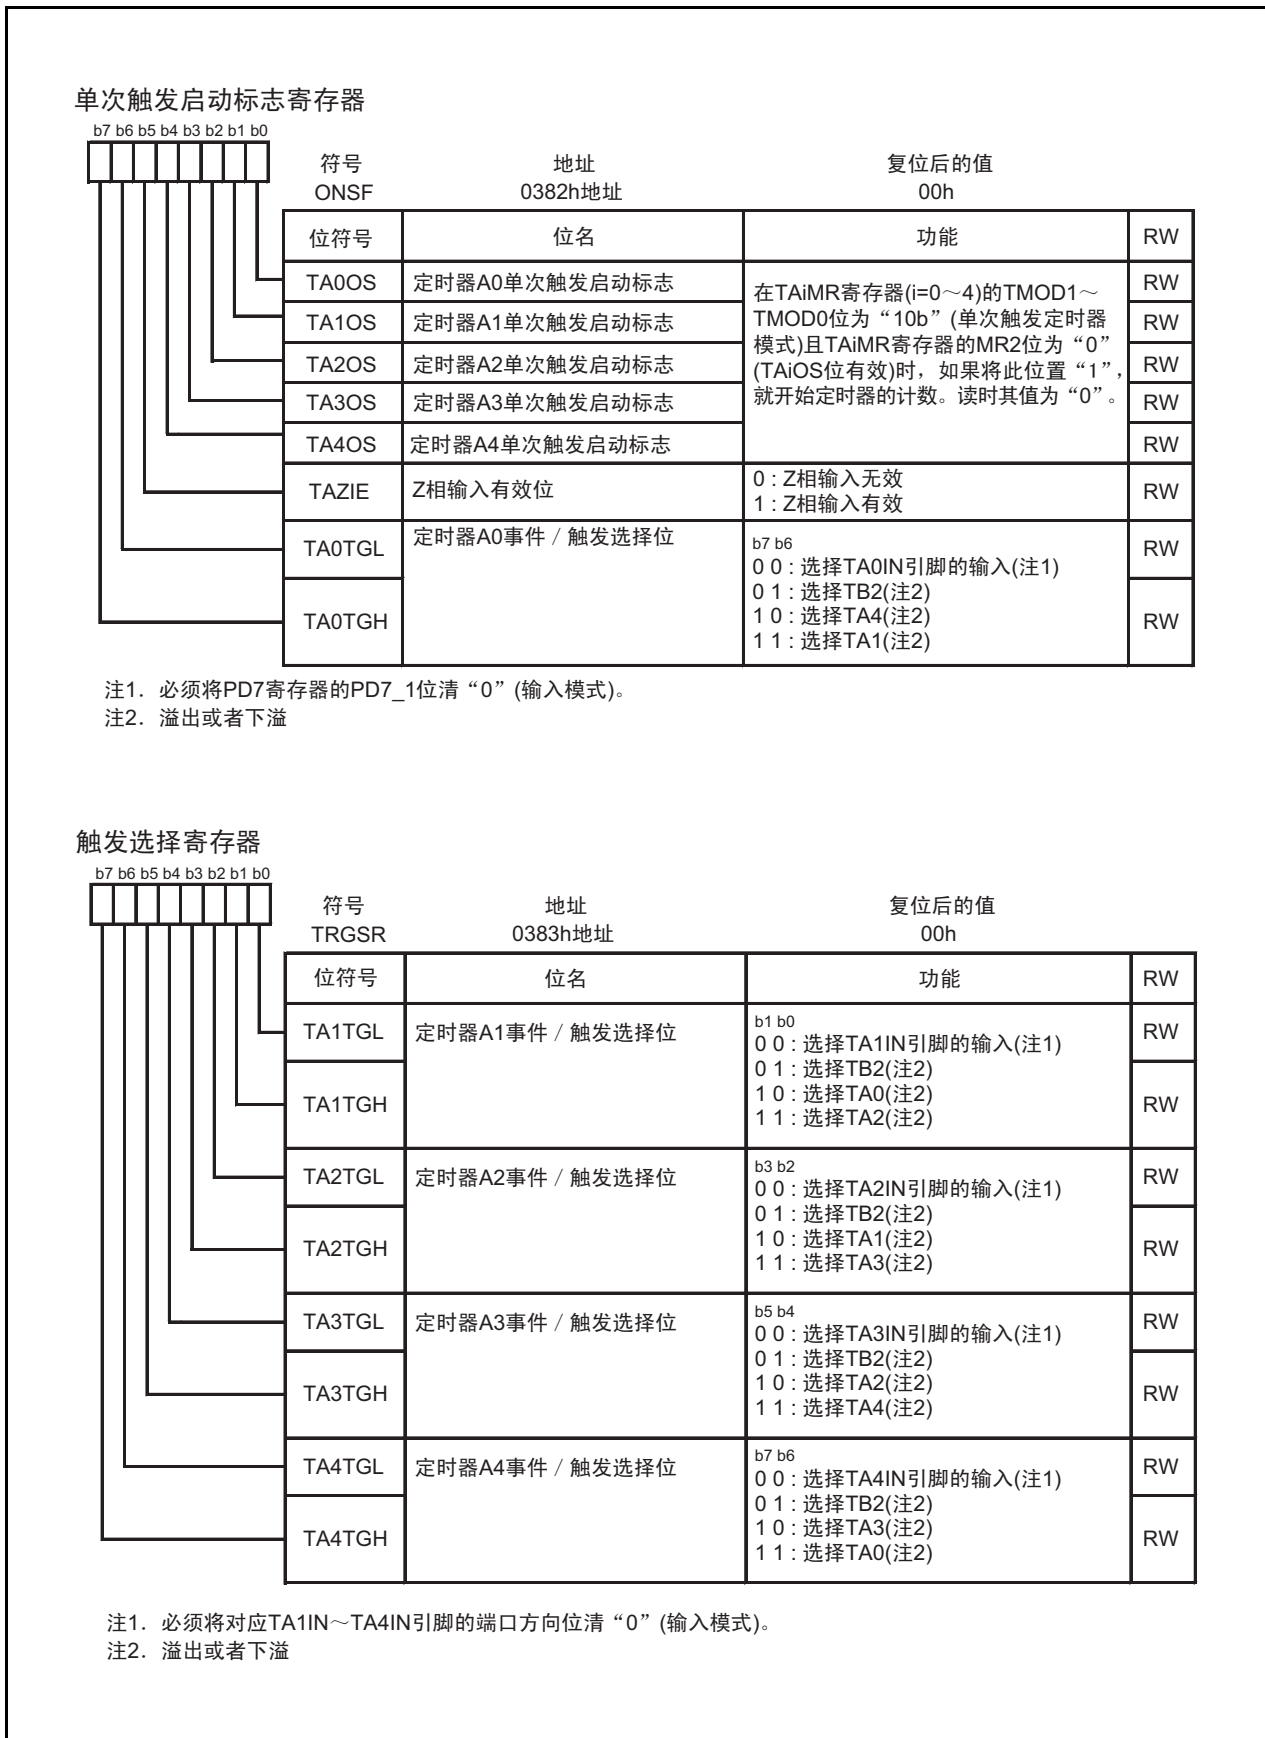 单次触发启动标志寄存器
b7 b6 b5 b4 b3 b2 b1 b0
符号 地址 复位后的值
ONSF 0382h地址 00h
位符号 位名 功能 RW
TA0OS 定时器A0单次触发启动标志 RW
TA1OS 定时器A1单次触发启动标志 RW
TA2OS 定时器A2单次触发启动标志 RW
TA3OS 定时器A3单次触发启动标志 RW
TA4OS 定时器A4单次触发启动标志 RW
在TAiMR寄存器(i=0～4)的TMOD1～
TMOD0位为“10b”(单次触发定时器
模式)且TAiMR寄存器的MR2位为“0”
(TAiOS位有效)时，如果将此位置“1”，
就开始定时器的计数。读时其值为“0”。
TAZIE Z相输入有效位 RW
0 : Z相输入无效
1 : Z相输入有效
TA0TGL 定时器A0事件 / 触发选择位 RW
b7 b6
0 0 : 选择TA0IN引脚的输入(注1)
0 1 : 选择TB2(注2)
1 0 : 选择TA4(注2)
1 1 : 选择TA1(注2)
TA0TGH RW
注1. 必须将PD7寄存器的PD7_1位清“0”(输入模式)。
注2. 溢出或者下溢
触发选择寄存器
b7 b6 b5 b4 b3 b2 b1 b0
符号 地址 复位后的值
TRGSR 0383h地址 00h
位符号 位名 功能 RW
TA1TGL 定时器A1事件 / 触发选择位 RW
b1 b0
0 0 : 选择TA1IN引脚的输入(注1)
0 1 : 选择TB2(注2)
1 0 : 选择TA0(注2)
1 1 : 选择TA2(注2)
TA1TGH RW
TA2TGL 定时器A2事件 / 触发选择位 RW
b3 b2
0 0 : 选择TA2IN引脚的输入(注1)
0 1 : 选择TB2(注2)
1 0 : 选择TA1(注2)
1 1 : 选择TA3(注2)
TA2TGH RW
TA3TGL 定时器A3事件 / 触发选择位 RW
b5 b4
0 0 : 选择TA3IN引脚的输入(注1)
0 1 : 选择TB2(注2)
1 0 : 选择TA2(注2)
1 1 : 选择TA4(注2)
TA3TGH RW
TA4TGL 定时器A4事件 / 触发选择位 RW
b7 b6
0 0 : 选择TA4IN引脚的输入(注1)
0 1 : 选择TB2(注2)
1 0 : 选择TA3(注2)
1 1 : 选择TA0(注2)
TA4TGH RW
注1. 必须将对应TA1IN～TA4IN引脚的端口方向位清“0”(输入模式)。
注2. 溢出或者下溢